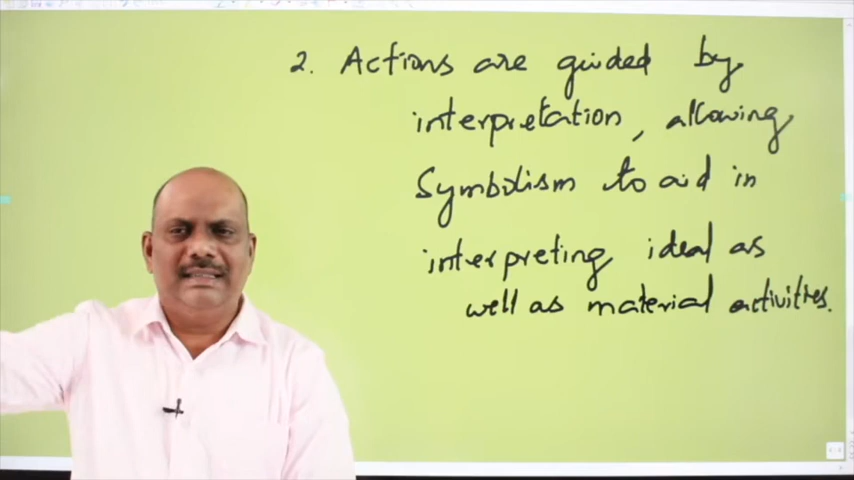 2. Actions are guided by
interpretation, allowing
Symbolism to aid in
interpreting ideal as
well as material activities.